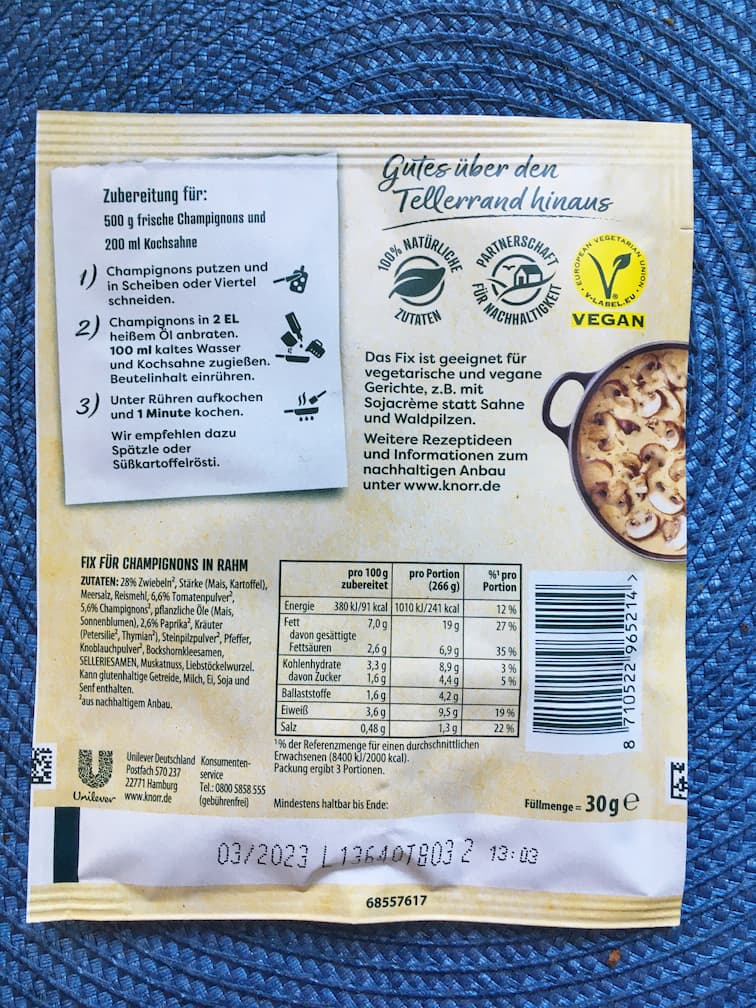 Zubereitung für:
500 g frische Champignons und
200 ml Kochsahne
1) Champignons putzen und
in Scheiben oder Viertel
schneiden.
2) Champignons in 2 EL
heißem Öl anbraten.
100 ml kaltes Wasser
und Kochsahne zugießen.
Beutelinhalt einrühren.
3) Unter Rühren aufkochen
und 1 Minute kochen.
Wir empfehlen dazu
Spätzle oder
Süßkartoffelrösti.
Gutes über den
Tellerrand hinaus
100% NATÜRLICHE
ZUTATEN
PARTNERSCHAFT
FÜR NACHHALTIGKEIT
EUROPEAN VEGETARIAN UNION
V-LABEL.EU
VEGAN
Das Fix ist geeignet für
vegetarische und vegane
Gerichte, z.B. mit
Sojacrème statt Sahne
und Waldpilzen.
Weitere Rezeptideen
und Informationen zum
nachhaltigen Anbau
unter www.knorr.de
FIX FÜR CHAMPIGNONS IN RAHM
ZUTATEN: 28% Zwiebeln², Stärke (Mais, Kartoffel),
Meersalz, Reismehl, 6,6% Tomatenpulver²,
5,6% Champignons², pflanzliche Öle (Mais,
Sonnenblumen), 2,6% Paprika², Kräuter
(Petersilie², Thymian²), Steinpilzpulver², Pfeffer,
Knoblauchpulver², Bockshornkleesamen,
SELLERIESAMEN, Muskatnuss, Liebstöckelwurzel.
Kann glutenhaltige Getreide, Milch, Ei, Soja und
Senf enthalten.
²aus nachhaltigem Anbau.
pro 100 g zubereitet pro Portion (266 g) %¹ pro Portion
Energie 380 kJ/91 kcal 1010 kJ/241 kcal 12 %
Fett 7,0 g 19 g 27 %
davon gesättigte
Fettsäuren 2,6 g 6,9 g 35 %
Kohlenhydrate 3,3 g 8,9 g 3 %
davon Zucker 1,6 g 4,4 g 5 %
Ballaststoffe 1,6 g 4,2 g
Eiweiß 3,6 g 9,5 g 19 %
Salz 0,48 g 1,3 g 22 %
¹% der Referenzmenge für einen durchschnittlichen
Erwachsenen (8400 kJ/2000 kcal).
Packung ergibt 3 Portionen.
8 710522 965214 >
Unilever
Unilever Deutschland
Postfach 570 237
22771 Hamburg
www.knorr.de
Konsumenten-
service
Tel.: 0800 5858 555
(gebührenfrei)
Mindestens haltbar bis Ende:
Füllmenge = 30 g e
03/2023 L13640T803 2 13:03
68557617